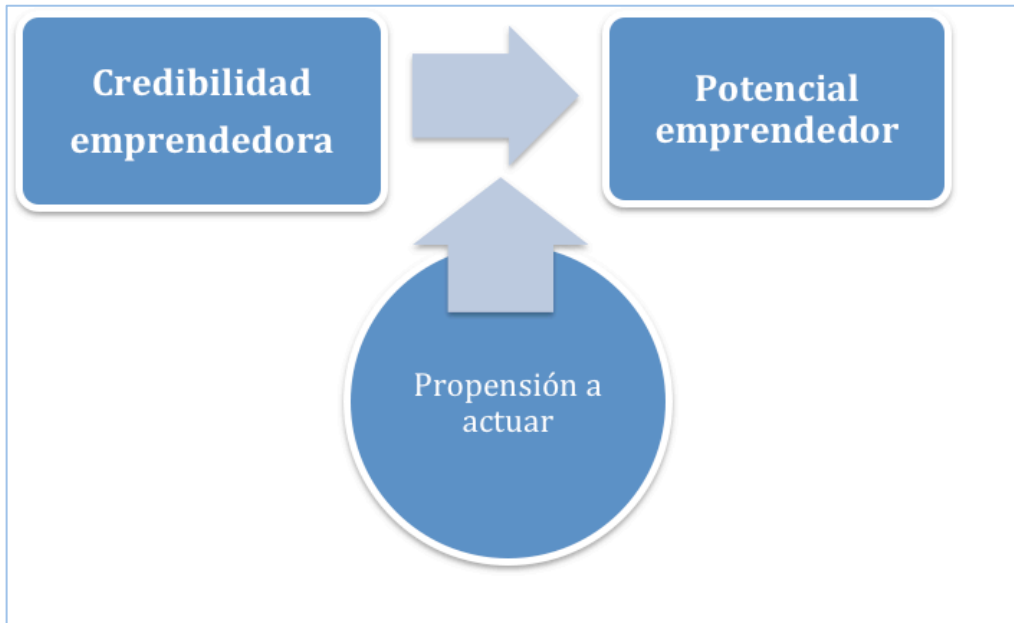 Credibilidad
emprendedora
Potencial
emprendedor
Propensión a
actuar